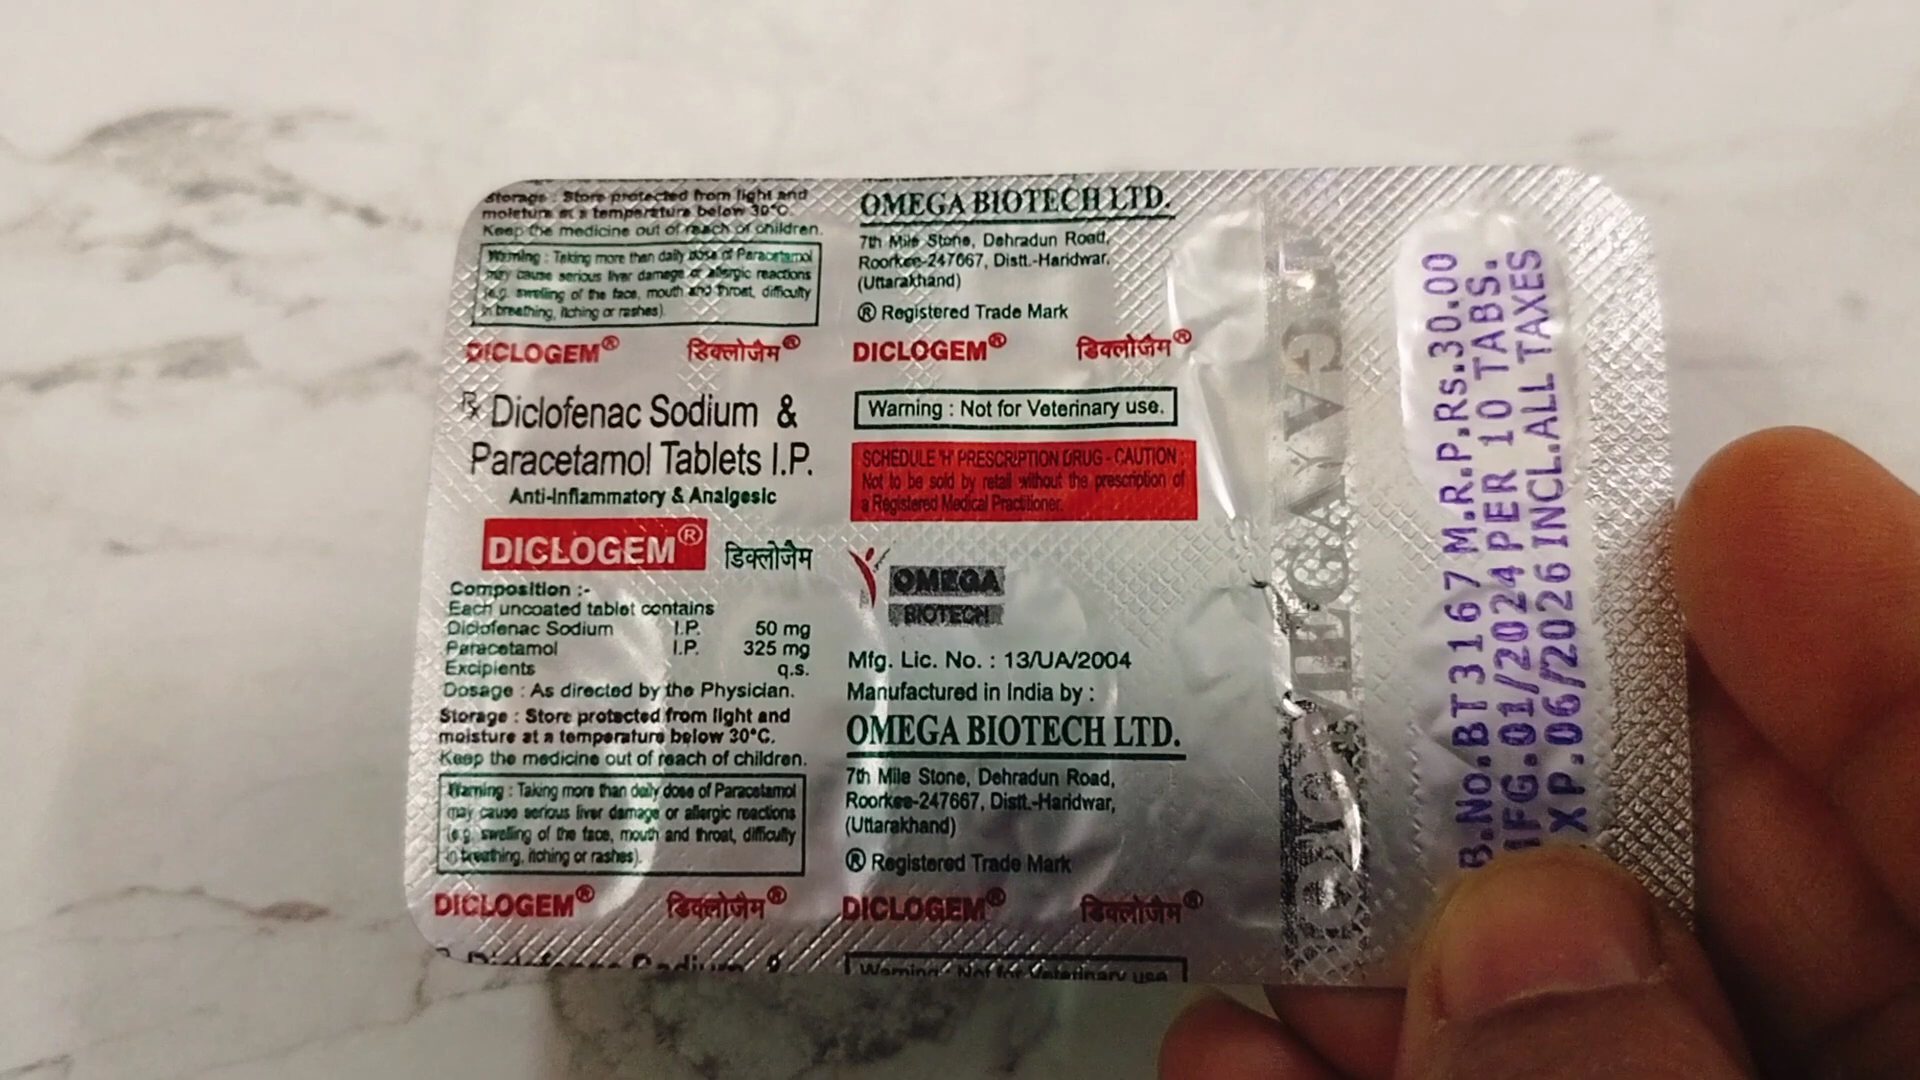 Storage : Store protected from light and
moisture at a temperature below 30°C.
Keep the medicine out of reach of children.
Warning : Taking more than daily dose of Paracetamol
may cause serious liver damage or allergic reactions
(e.g. swelling of the face, mouth and throat, difficulty
in breathing, itching or rashes).
DICLOGEM® डिक्लोजैम®
℞ Diclofenac Sodium &
Paracetamol Tablets I.P.
Anti-Inflammatory & Analgesic
DICLOGEM® डिक्लोजैम
Composition :-
Each uncoated tablet contains
Diclofenac Sodium I.P. 50 mg
Paracetamol I.P. 325 mg
Excipients q.s.
Dosage : As directed by the Physician.
Storage : Store protected from light and
moisture at a temperature below 30°C.
Keep the medicine out of reach of children.
Warning : Taking more than daily dose of Paracetamol
may cause serious liver damage or allergic reactions
(e.g. swelling of the face, mouth and throat, difficulty
in breathing, itching or rashes).
DICLOGEM® डिक्लोजैम®
Diclofenac Sodium &
OMEGA BIOTECH LTD.
7th Mile Stone, Dehradun Road,
Roorkee-247667, Distt.-Haridwar,
(Uttarakhand)
® Registered Trade Mark
DICLOGEM® डिक्लोजैम®
Warning : Not for Veterinary use.
SCHEDULE 'H' PRESCRIPTION DRUG - CAUTION :
Not to be sold by retail without the prescription of
a Registered Medical Practitioner.
OMEGA
BIOTECH
Mfg. Lic. No. : 13/UA/2004
Manufactured in India by :
OMEGA BIOTECH LTD.
7th Mile Stone, Dehradun Road,
Roorkee-247667, Distt.-Haridwar,
(Uttarakhand)
® Registered Trade Mark
DICLOGEM® डिक्लोजैम®
Warning : Not for Veterinary use
B.No.BT3167 M.R.P.Rs.30.00
MFG.01/2024 PER 10 TABS.
XP.06/2026 INCL.ALL TAXES